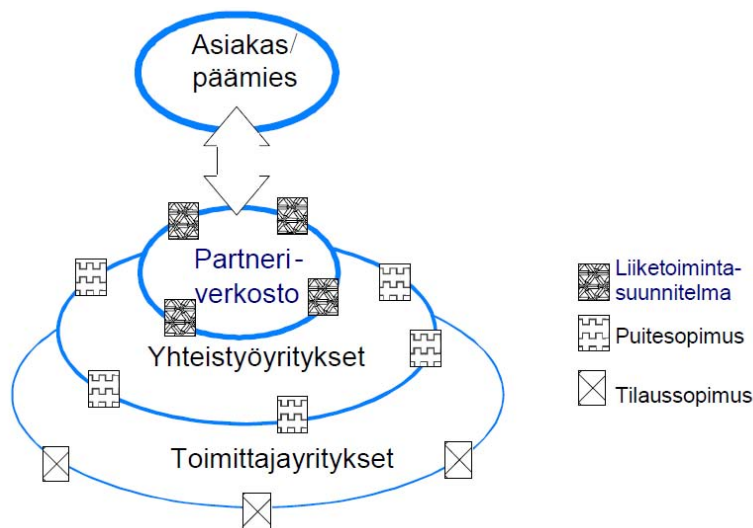 Asiakas/
päämies
Partneri-
verkosto
Yhteistyöyritykset
Toimittajayritykset
Liiketoiminta-
suunnitelma
Puitesopimus
Tilaussopimus